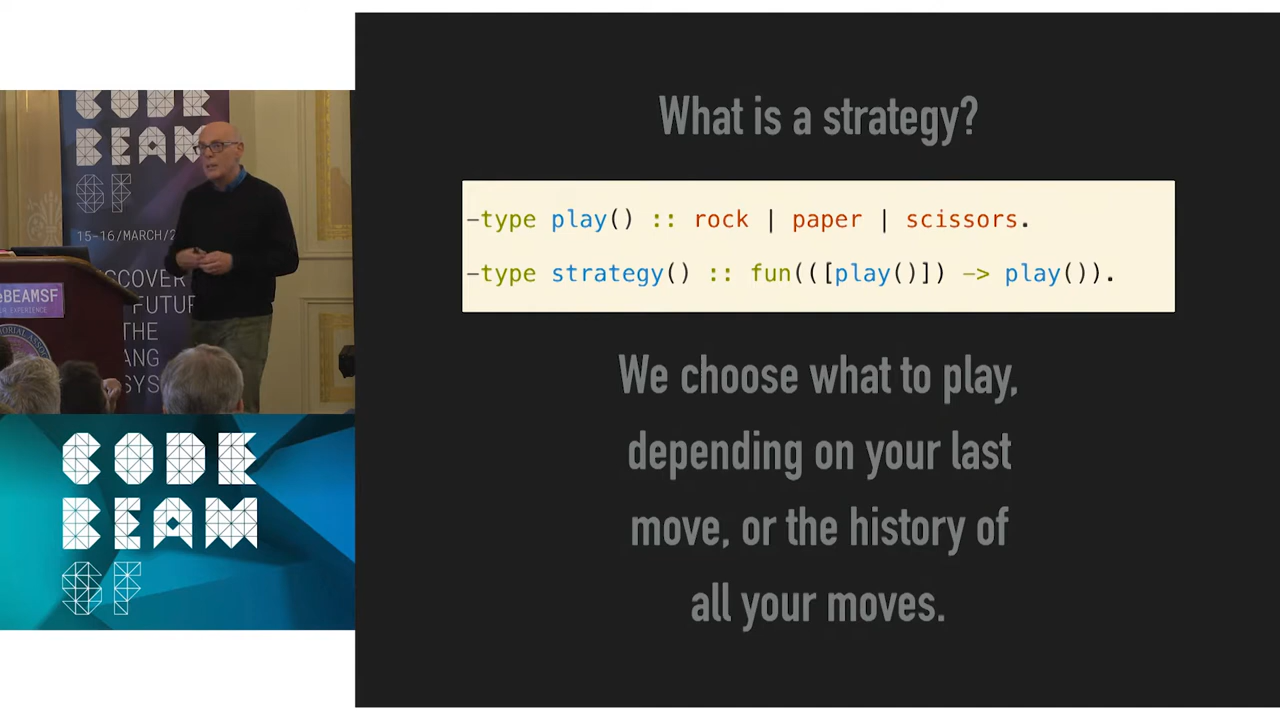 CODE
BEAM
SF
15-16/MARCH/2
DISCOVER
FUTUR
THE
ANG
SYS
eBEAMSF
CODE
BEAM
SF
What is a strategy?
-type play() :: rock | paper | scissors.
-type strategy() :: fun(([play()]) -> play()).
We choose what to play,
depending on your last
move, or the history of
all your moves.